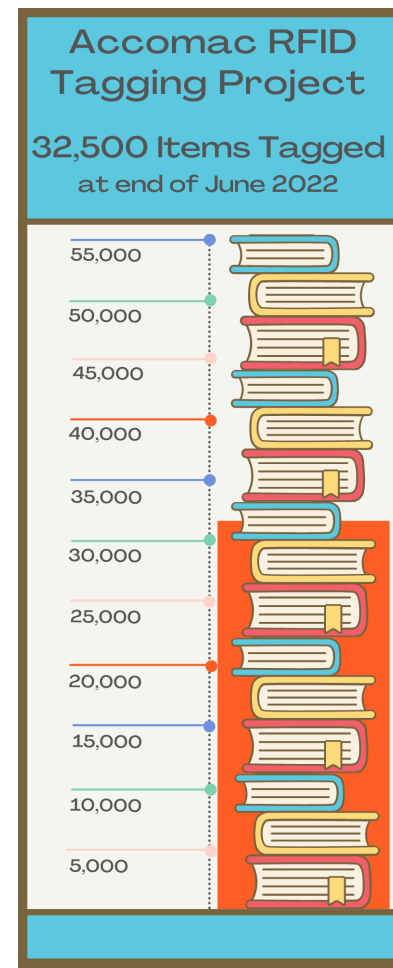 Accomac RFID
Tagging Project
32,500 Items Tagged
at end of June 2022
55,000
50,000
45,000
40,000
35,000
30,000
25,000
20,000
15,000
10,000
5,000